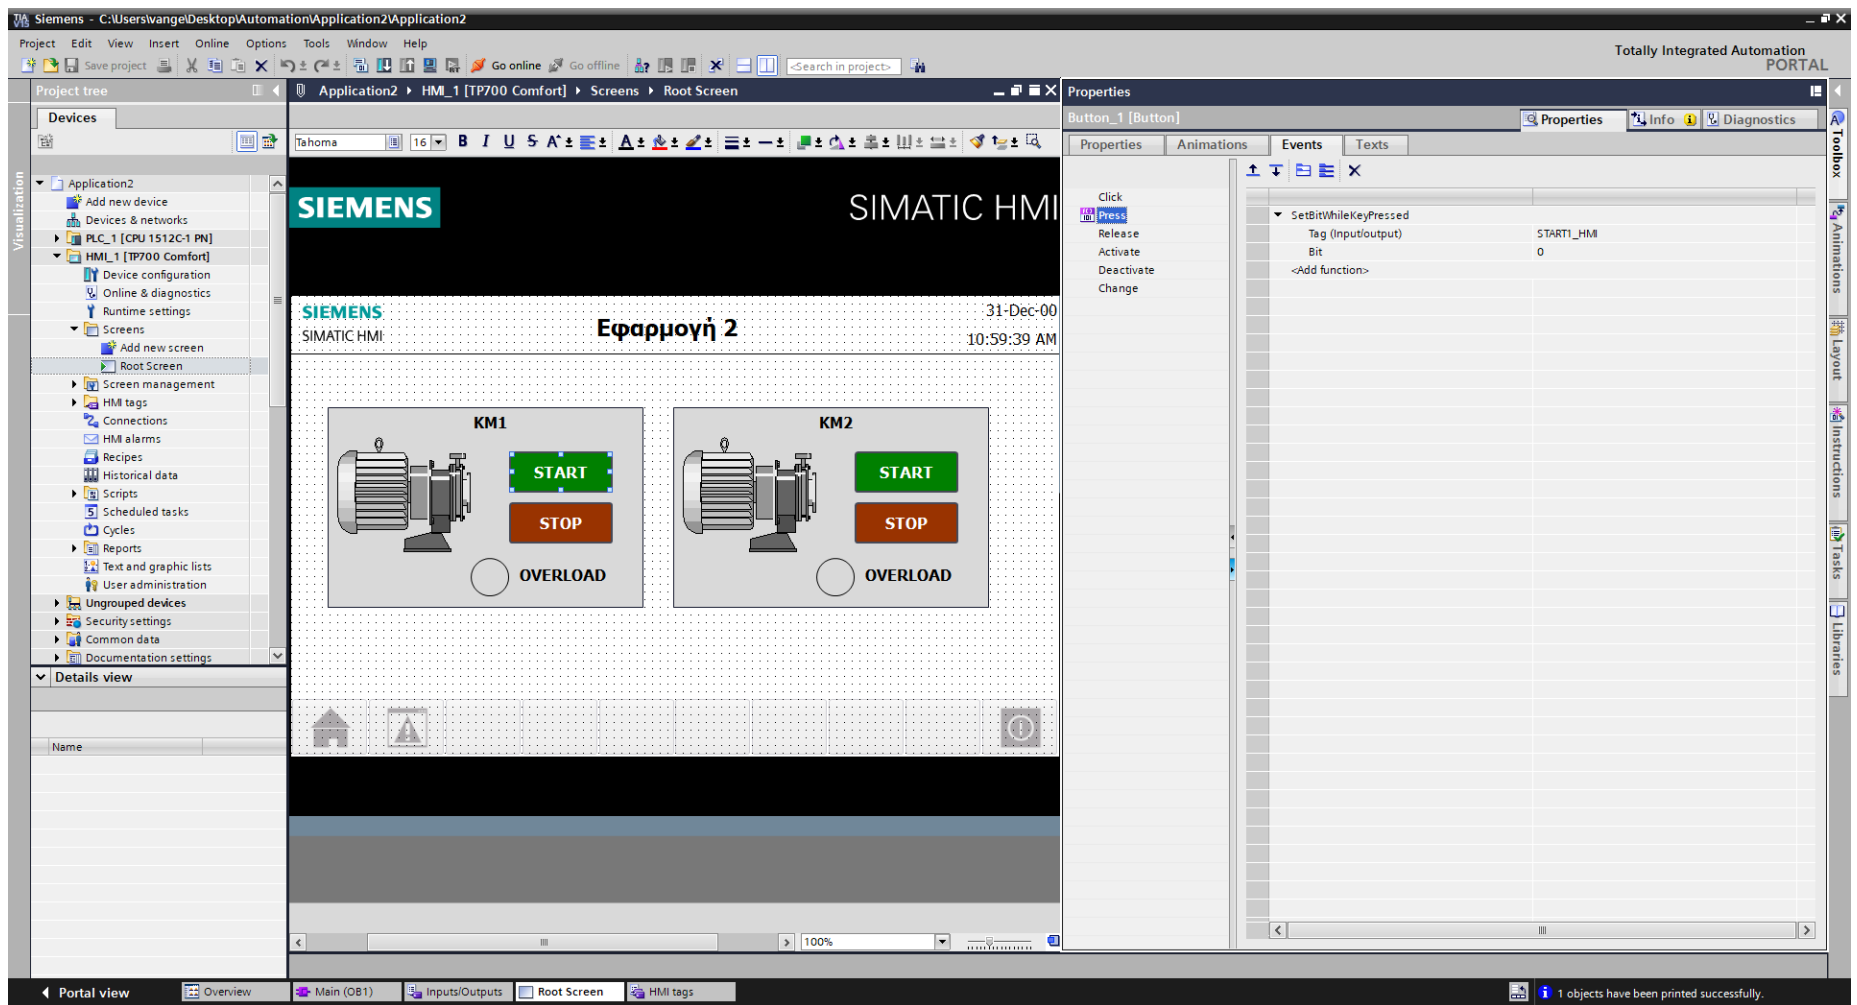 Siemens - C:\Users\vange\Desktop\Automation\Application2\Application2
Project Edit View Insert Online Options Tools Window Help
Totally Integrated Automation
PORTAL
Save project Go online Go offline <Search in project>
Project tree
Devices
Visualization
Application2
Add new device
Devices & networks
PLC_1 [CPU 1512C-1 PN]
HMI_1 [TP700 Comfort]
Device configuration
Online & diagnostics
Runtime settings
Screens
Add new screen
Root Screen
Screen management
HMI tags
Connections
HMI alarms
Recipes
Historical data
Scripts
Scheduled tasks
Cycles
Reports
Text and graphic lists
User administration
Ungrouped devices
Security settings
Common data
Documentation settings
Details view
Name
Application2 HMI_1 [TP700 Comfort] Screens Root Screen
Tahoma 16 B I U S A A
SIEMENS SIMATIC HMI
SIEMENS
SIMATIC HMI
Εφαρμογή 2
31-Dec-00
10:59:39 AM
KM1
START
STOP
OVERLOAD
KM2
START
STOP
OVERLOAD
100%
Properties
Button_1 [Button]
Properties Info Diagnostics
Properties Animations Events Texts
Click
Press
Release
Activate
Deactivate
Change
SetBitWhileKeyPressed
Tag (Input/output) START1_HMI
Bit 0
<Add function>
Toolbox
Animations
Layout
Instructions
Tasks
Libraries
Portal view Overview Main (OB1) Inputs/Outputs Root Screen HMI tags
1 objects have been printed successfully.